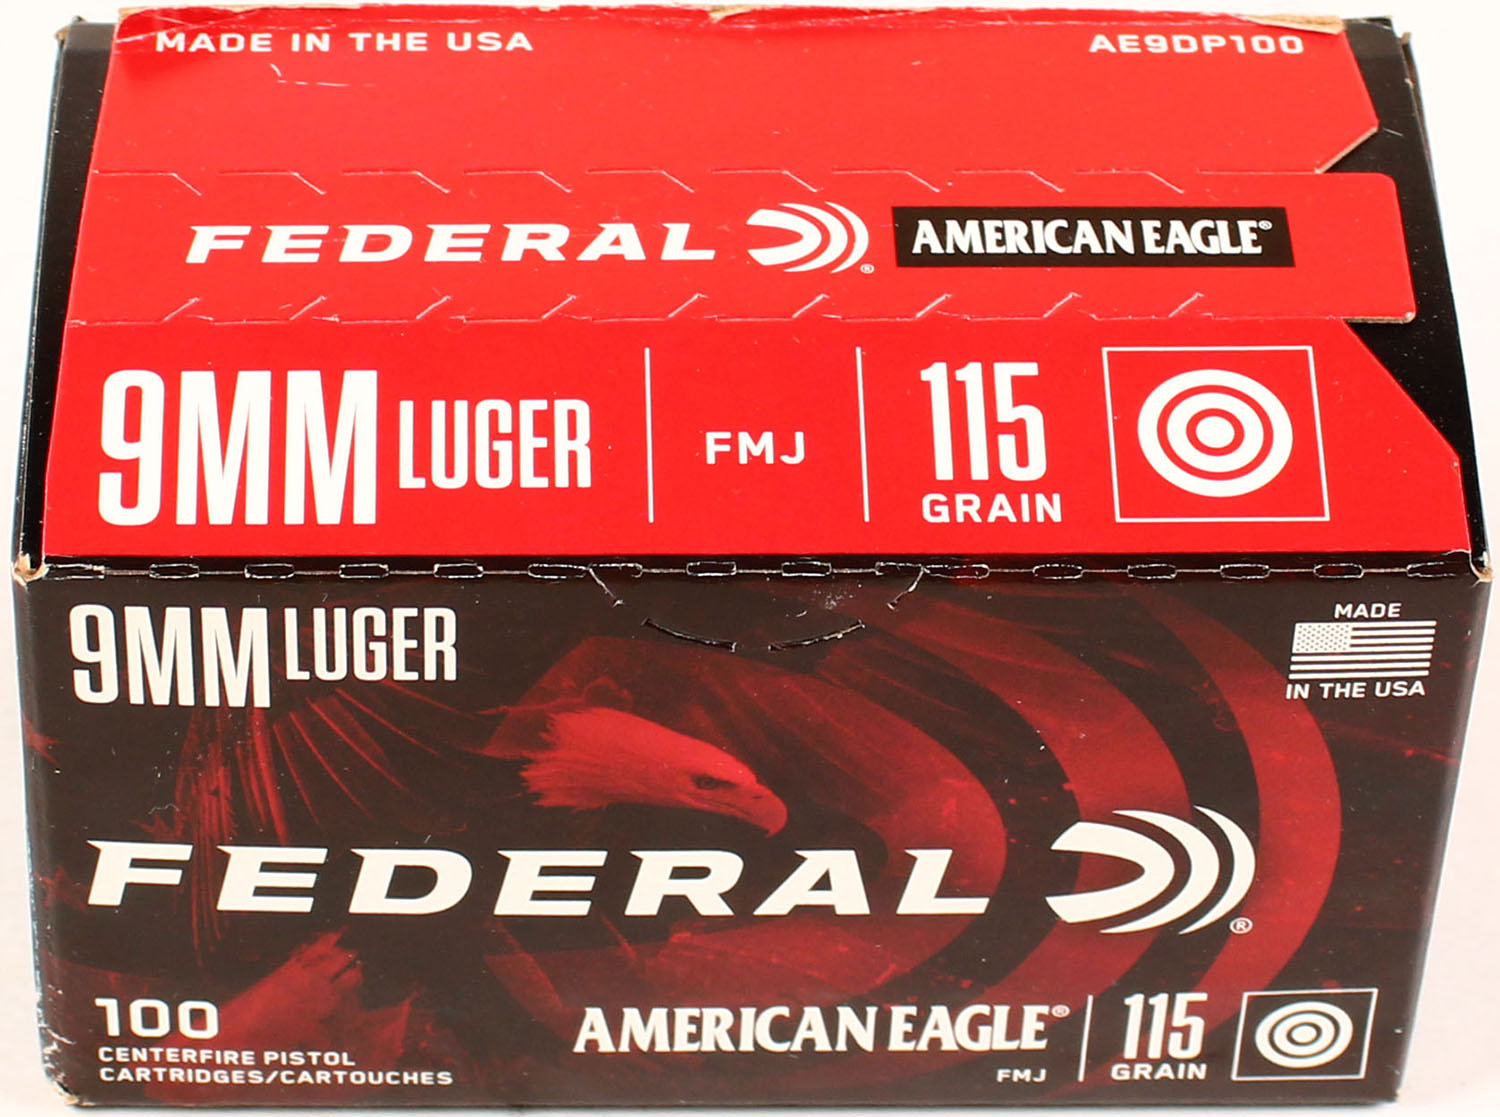 MADE IN THE USA
AE9DP100
FEDERAL ® AMERICAN EAGLE®
9MM LUGER
FMJ
115
GRAIN
9MM LUGER
MADE
IN THE USA
FEDERAL ®
100
CENTERFIRE PISTOL
CARTRIDGES/CARTOUCHES
AMERICAN EAGLE®
FMJ
115
GRAIN